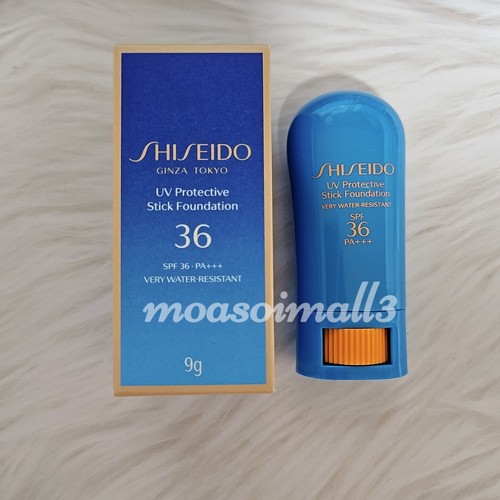 SHISEIDO
GINZA TOKYO
UV Protective
Stick Foundation
36
SPF 36・PA+++
VERY WATER-RESISTANT
9g
SHISEIDO
UV Protective
Stick Foundation
VERY WATER-RESISTANT
SPF
36
PA+++
moasoimall3